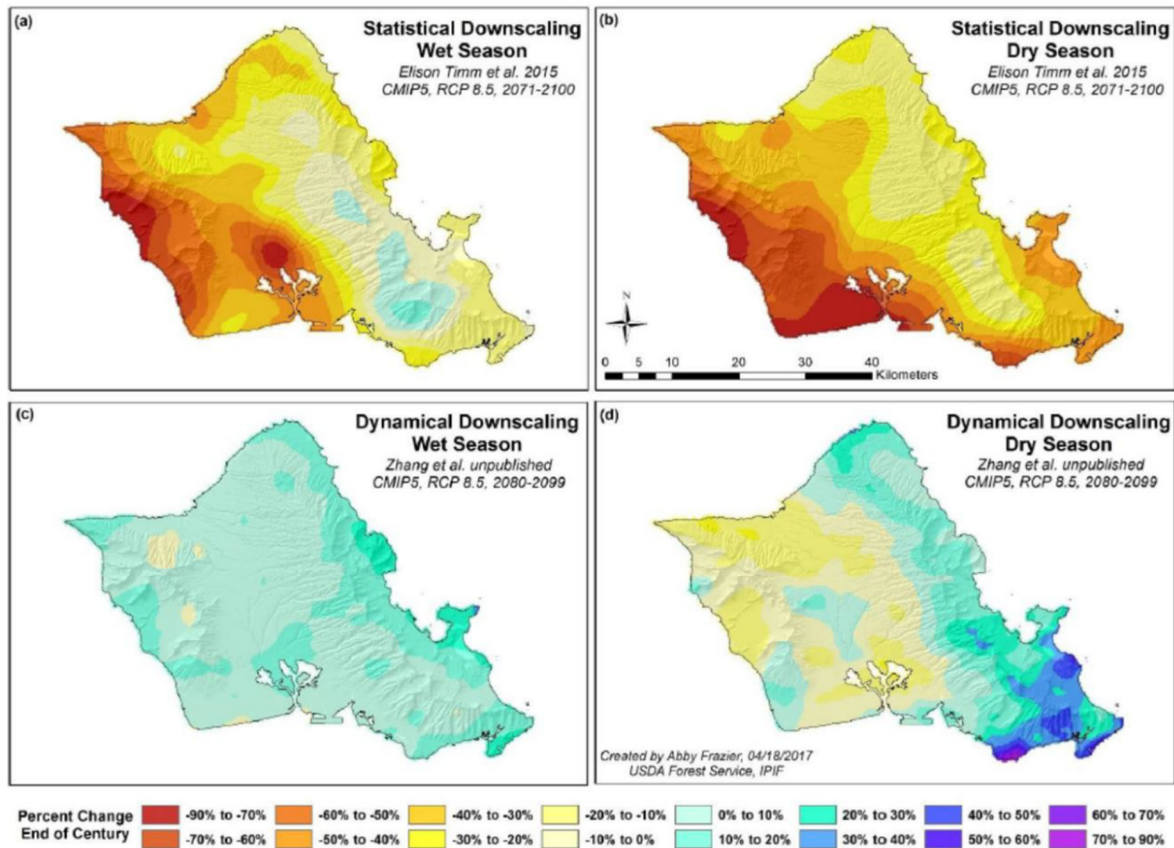 (a)
Statistical Downscaling
Wet Season
Elison Timm et al. 2015
CMIP5, RCP 8.5, 2071-2100
(b)
Statistical Downscaling
Dry Season
Elison Timm et al. 2015
CMIP5, RCP 8.5, 2071-2100
N
0 5 10 20 30 40
Kilometers
(c)
Dynamical Downscaling
Wet Season
Zhang et al. unpublished
CMIP5, RCP 8.5, 2080-2099
(d)
Dynamical Downscaling
Dry Season
Zhang et al. unpublished
CMIP5, RCP 8.5, 2080-2099
Created by Abby Frazier, 04/18/2017
USDA Forest Service, IPIF
Percent Change
End of Century
-90% to -70% -60% to -50% -40% to -30% -20% to -10% 0% to 10% 20% to 30% 40% to 50% 60% to 70%
-70% to -60% -50% to -40% -30% to -20% -10% to 0% 10% to 20% 30% to 40% 50% to 60% 70% to 90%